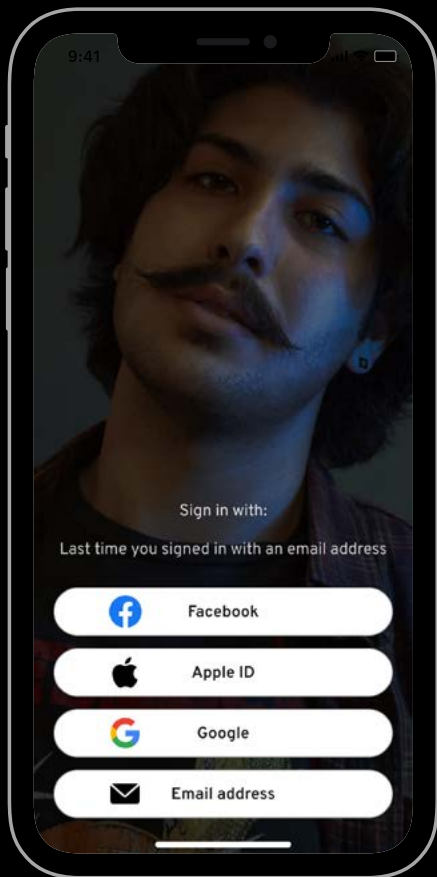 9:41
Sign in with:
Last time you signed in with an email address
Facebook
Apple ID
Google
Email address